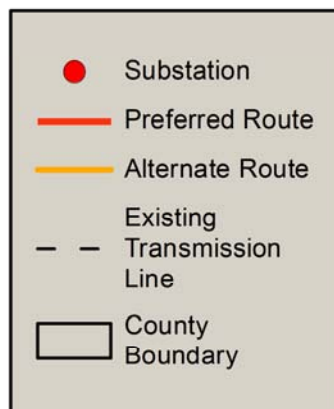 Substation
Preferred Route
Alternate Route
Existing
Transmission
Line
County
Boundary